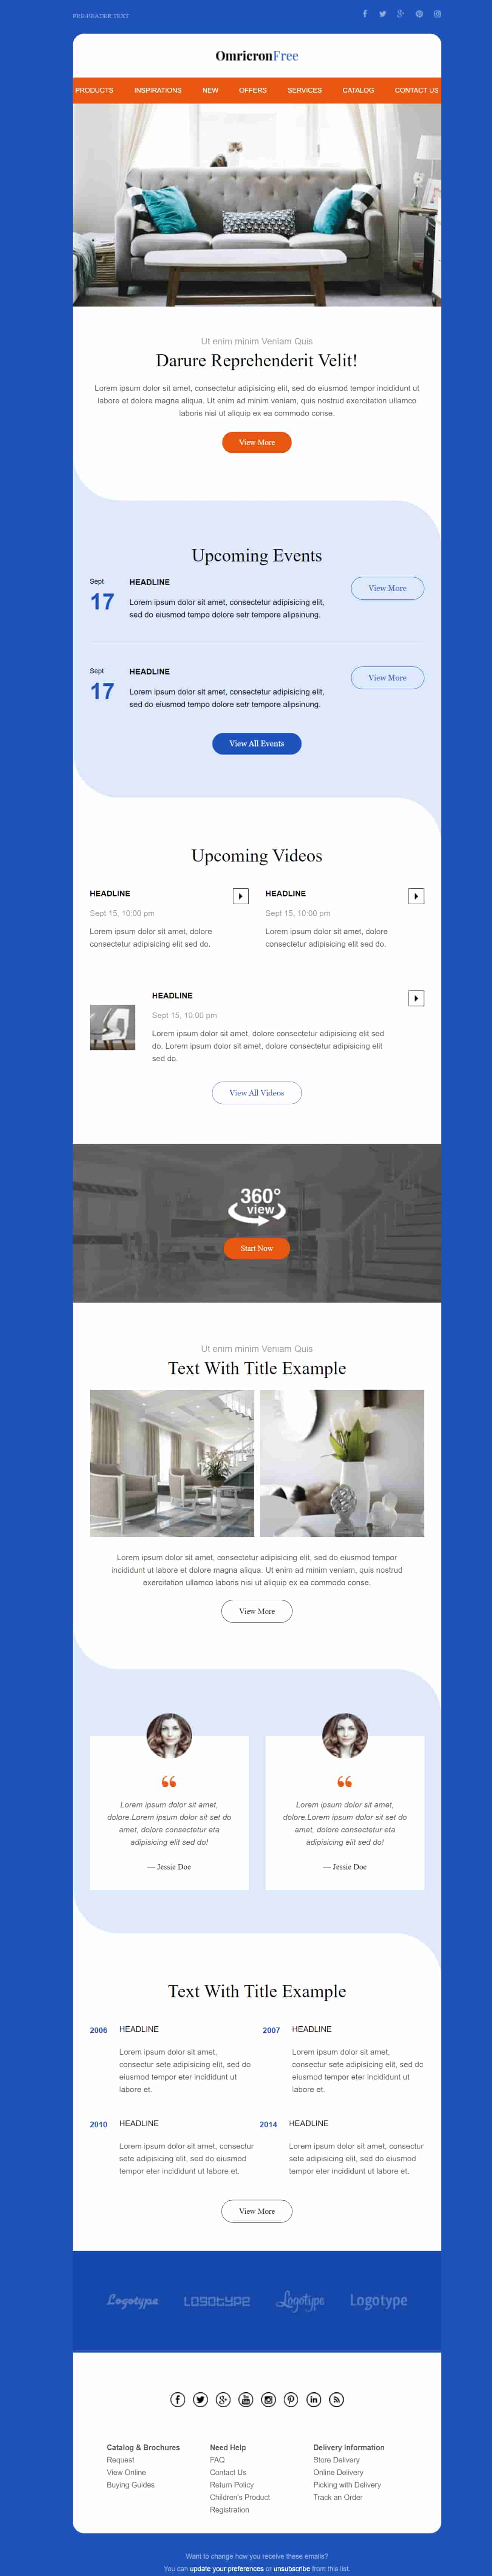 PRE-HEADER TEXT
OmricronFree
PRODUCTS INSPIRATIONS NEW OFFERS SERVICES CATALOG CONTACT US
Ut enim minim Veniam Quis
Darure Reprehenderit Velit!
Lorem ipsum dolor sit amet, consectetur adipisicing elit, sed do eiusmod tempor incididunt ut
labore et dolore magna aliqua. Ut enim ad minim veniam, quis nostrud exercitation ullamco
laboris nisi ut aliquip ex ea commodo conse.
View More
Upcoming Events
Sept
17
HEADLINE
Lorem ipsum dolor sit amet, consectetur adipisicing elit,
sed do eiusmod tempo dolore setr tempore alipsinung.
View More
Sept
17
HEADLINE
Lorem ipsum dolor sit amet, consectetur adipisicing elit,
sed do eiusmod tempo dolore setr tempore alipsinung.
View More
View All Events
Upcoming Videos
HEADLINE
Sept 15, 10:00 pm
Lorem ipsum dolor sit amet, dolore
consectetur adipisicing elit sed do.
HEADLINE
Sept 15, 10:00 pm
Lorem ipsum dolor sit amet, dolore
consectetur adipisicing elit sed do.
HEADLINE
Sept 15, 10:00 pm
Lorem ipsum dolor sit amet, dolore consectetur adipisicing elit sed
do. Lorem ipsum dolor sit amet, dolore consectetur adipisicing elit
sed do.
View All Videos
360°
view
Start Now
Ut enim minim Veniam Quis
Text With Title Example
Lorem ipsum dolor sit amet, consectetur adipisicing elit, sed do eiusmod tempor
incididunt ut labore et dolore magna aliqua. Ut enim ad minim veniam, quis nostrud
exercitation ullamco laboris nisi ut aliquip ex ea commodo conse.
View More
Lorem ipsum dolor sit amet,
dolore.Lorem ipsum dolor sit set do
amet, dolore consectetur eta
adipisicing elit sed do!
— Jessie Doe
Lorem ipsum dolor sit amet,
dolore.Lorem ipsum dolor sit set do
amet, dolore consectetur eta
adipisicing elit sed do!
— Jessie Doe
Text With Title Example
2006 HEADLINE
Lorem ipsum dolor sit amet,
consectur sete adipisicing elit, sed do
eiusmod tempor eter incididunt ut
labore et.
2007 HEADLINE
Lorem ipsum dolor sit amet,
consectur sete adipisicing elit, sed do
eiusmod tempor eter incididunt ut
labore et.
2010 HEADLINE
Lorem ipsum dolor sit amet, consectur
sete adipisicing elit, sed do eiusmod
tempor eter incididunt ut labore et.
2014 HEADLINE
Lorem ipsum dolor sit amet, consectur
sete adipisicing elit, sed do eiusmod
tempor eter incididunt ut labore et.
View More
Logotype LOGOTYPE Logotype Logotype
Catalog & Brochures
Request
View Online
Buying Guides
Need Help
FAQ
Contact Us
Return Policy
Children's Product
Registration
Delivery Information
Store Delivery
Online Delivery
Picking with Delivery
Track an Order
Want to change how you receive these emails?
You can update your preferences or unsubscribe from this list.